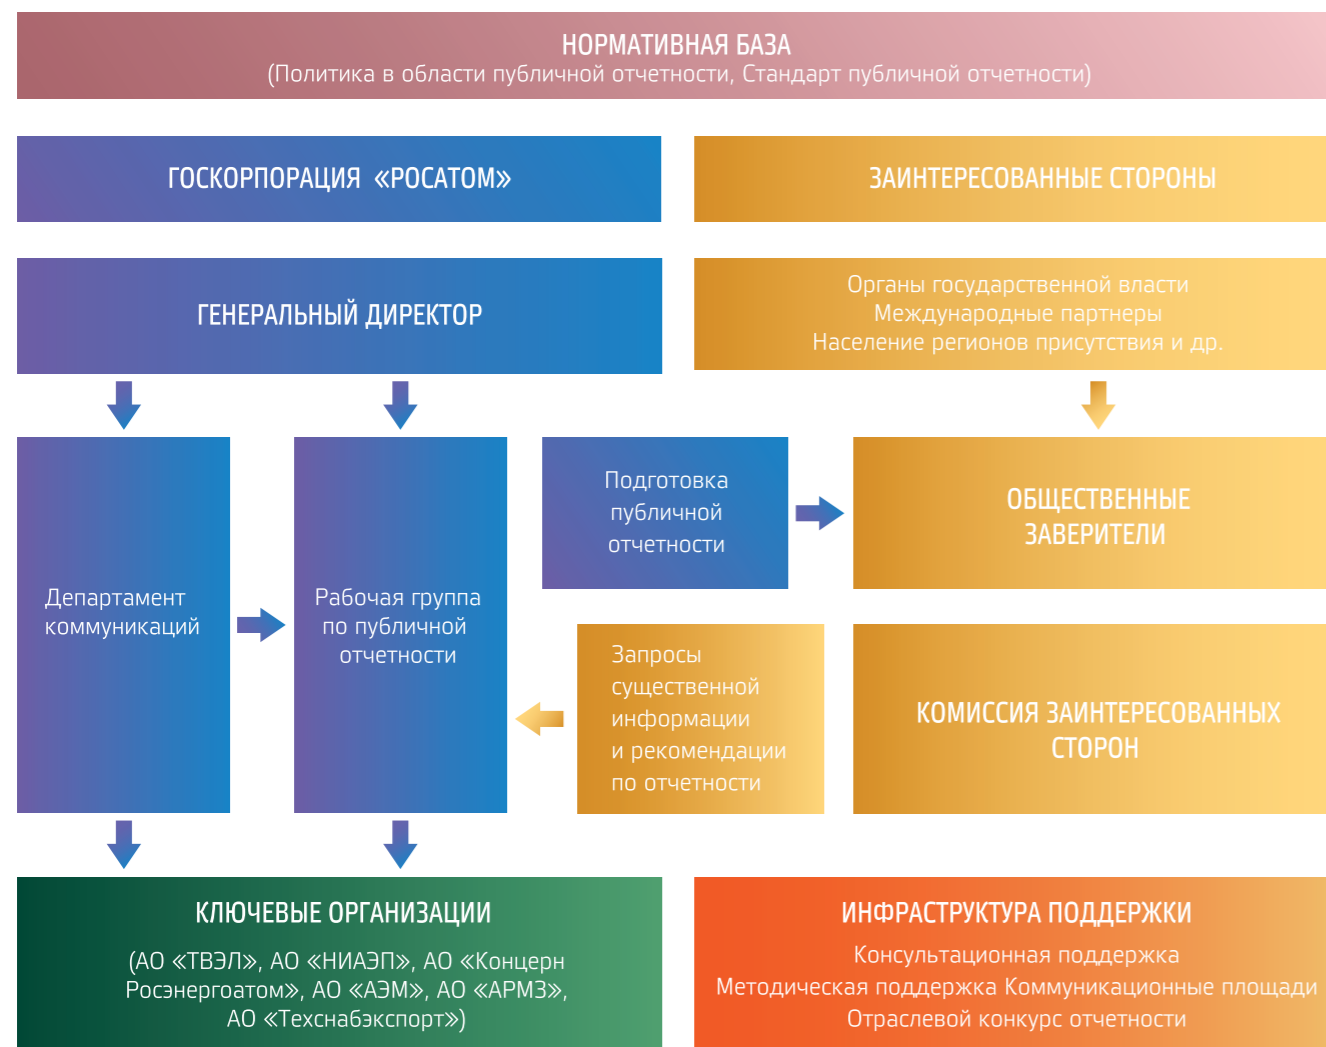 НОРМАТИВНАЯ БАЗА
(Политика в области публичной отчетности, Стандарт публичной отчетности)
ГОСКОРПОРАЦИЯ «РОСАТОМ»
ЗАИНТЕРЕСОВАННЫЕ СТОРОНЫ
ГЕНЕРАЛЬНЫЙ ДИРЕКТОР
Органы государственной власти
Международные партнеры
Население регионов присутствия и др.
Департамент
коммуникаций
Рабочая группа
по публичной
отчетности
Подготовка
публичной
отчетности
ОБЩЕСТВЕННЫЕ
ЗАВЕРИТЕЛИ
Запросы
существенной
информации
и рекомендации
по отчетности
КОМИССИЯ ЗАИНТЕРЕСОВАННЫХ
СТОРОН
КЛЮЧЕВЫЕ ОРГАНИЗАЦИИ
(АО «ТВЭЛ», АО «НИАЭП», АО «Концерн
Росэнергоатом», АО «АЭМ», АО «АРМЗ»,
АО «Техснабэкспорт»)
ИНФРАСТРУКТУРА ПОДДЕРЖКИ
Консультационная поддержка
Методическая поддержка Коммуникационные площади
Отраслевой конкурс отчетности